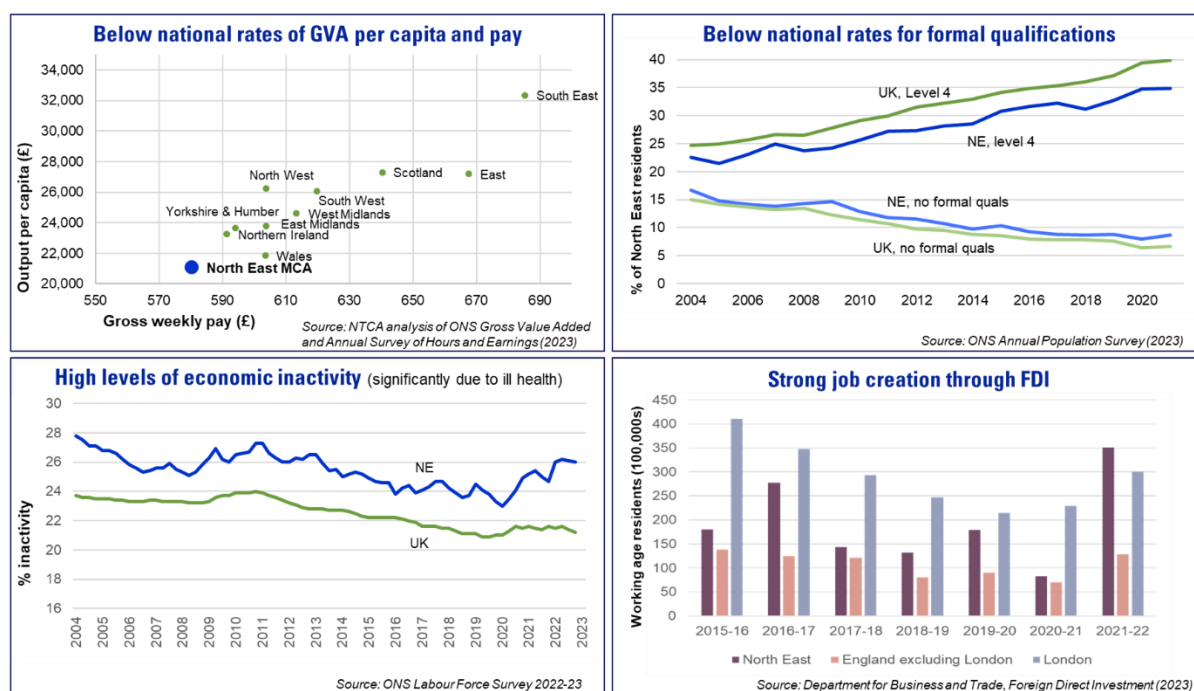 Below national rates of GVA per capita and pay
34,000
32,000
30,000
28,000
26,000
24,000
22,000
20,000
Output per capita (£)
South East
Scotland
East
North West
South West
Yorkshire & Humber
West Midlands
East Midlands
Northern Ireland
Wales
North East MCA
550 570 590 610 630 650 670 690
Gross weekly pay (£)
Source: NTCA analysis of ONS Gross Value Added
and Annual Survey of Hours and Earnings (2023)
Below national rates for formal qualifications
40
35
30
25
20
15
10
5
0
% of North East residents
UK, Level 4
NE, level 4
NE, no formal quals
UK, no formal quals
2004 2006 2008 2010 2012 2014 2016 2018 2020
Source: ONS Annual Population Survey (2023)
High levels of economic inactivity (significantly due to ill health)
30
28
26
24
22
20
18
16
% inactivity
NE
UK
2004 2005 2006 2007 2008 2009 2010 2011 2012 2013 2014 2015 2016 2017 2018 2019 2020 2021 2022 2023
Source: ONS Labour Force Survey 2022-23
Strong job creation through FDI
450
400
350
300
250
200
150
100
50
0
Working age residents (100,000s)
2015-16 2016-17 2017-18 2018-19 2019-20 2020-21 2021-22
North East England excluding London London
Source: Department for Business and Trade, Foreign Direct Investment (2023)